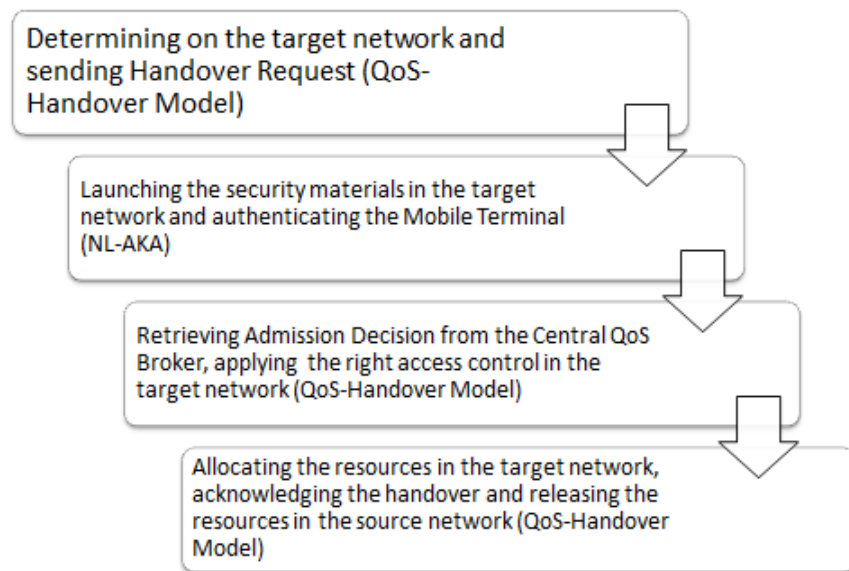 Determining on the target network and
sending Handover Request (QoS-
Handover Model)
Launching the security materials in the target
network and authenticating the Mobile Terminal
(NL-AKA)
Retrieving Admission Decision from the Central QoS
Broker, applying the right access control in the
target network (QoS-Handover Model)
Allocating the resources in the target network,
acknowledging the handover and releasing the
resources in the source network (QoS-Handover
Model)